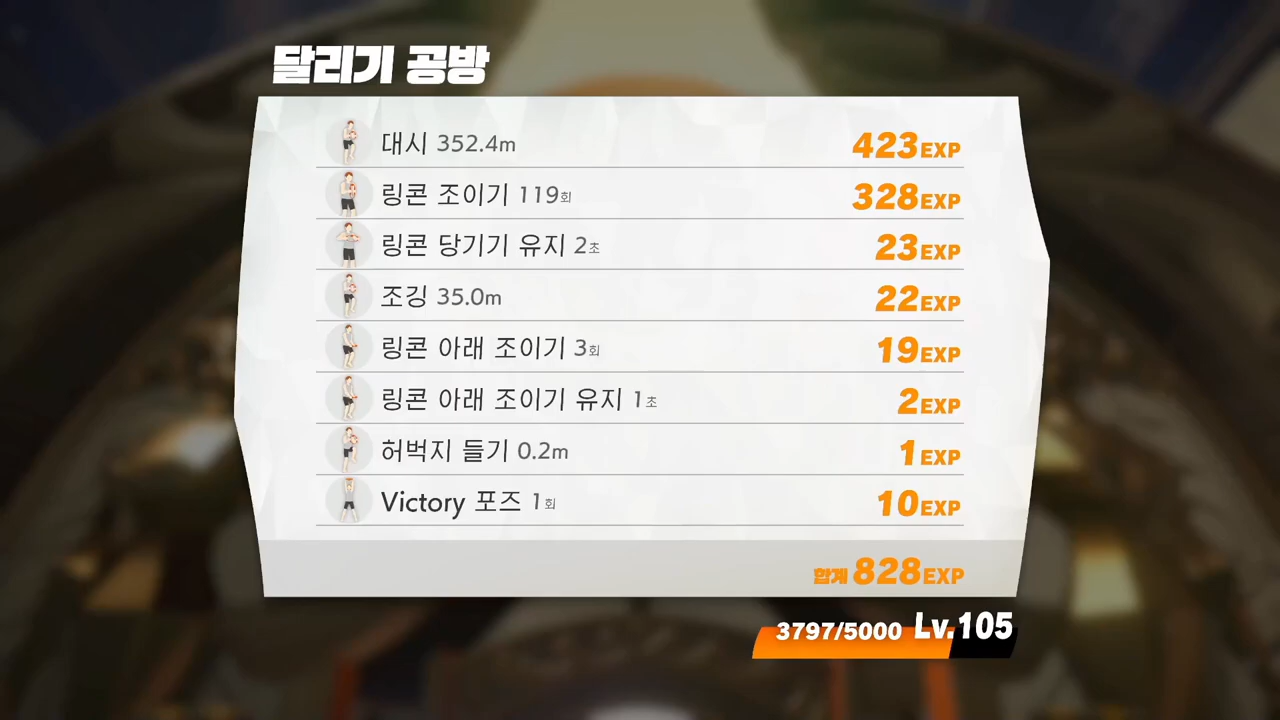 달리기 공방
대시 352.4m 423EXP
링콘 조이기 119회 328EXP
링콘 당기기 유지 2초 23EXP
조깅 35.0m 22EXP
링콘 아래 조이기 3회 19EXP
링콘 아래 조이기 유지 1초 2EXP
허벅지 들기 0.2m 1EXP
Victory 포즈 1회 10EXP
합계 828EXP
3797/5000 Lv.105